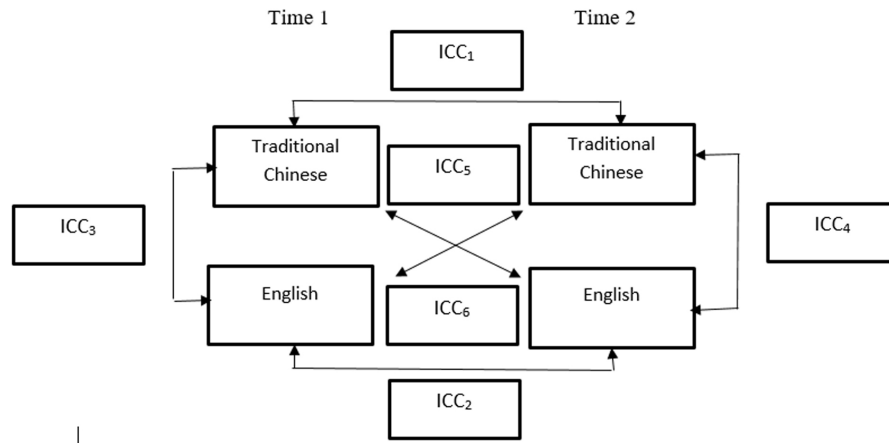 Time 1
Time 2
ICC₁
Traditional
Chinese
ICC₅
Traditional
Chinese
ICC₃
ICC₄
English
ICC₆
English
ICC₂